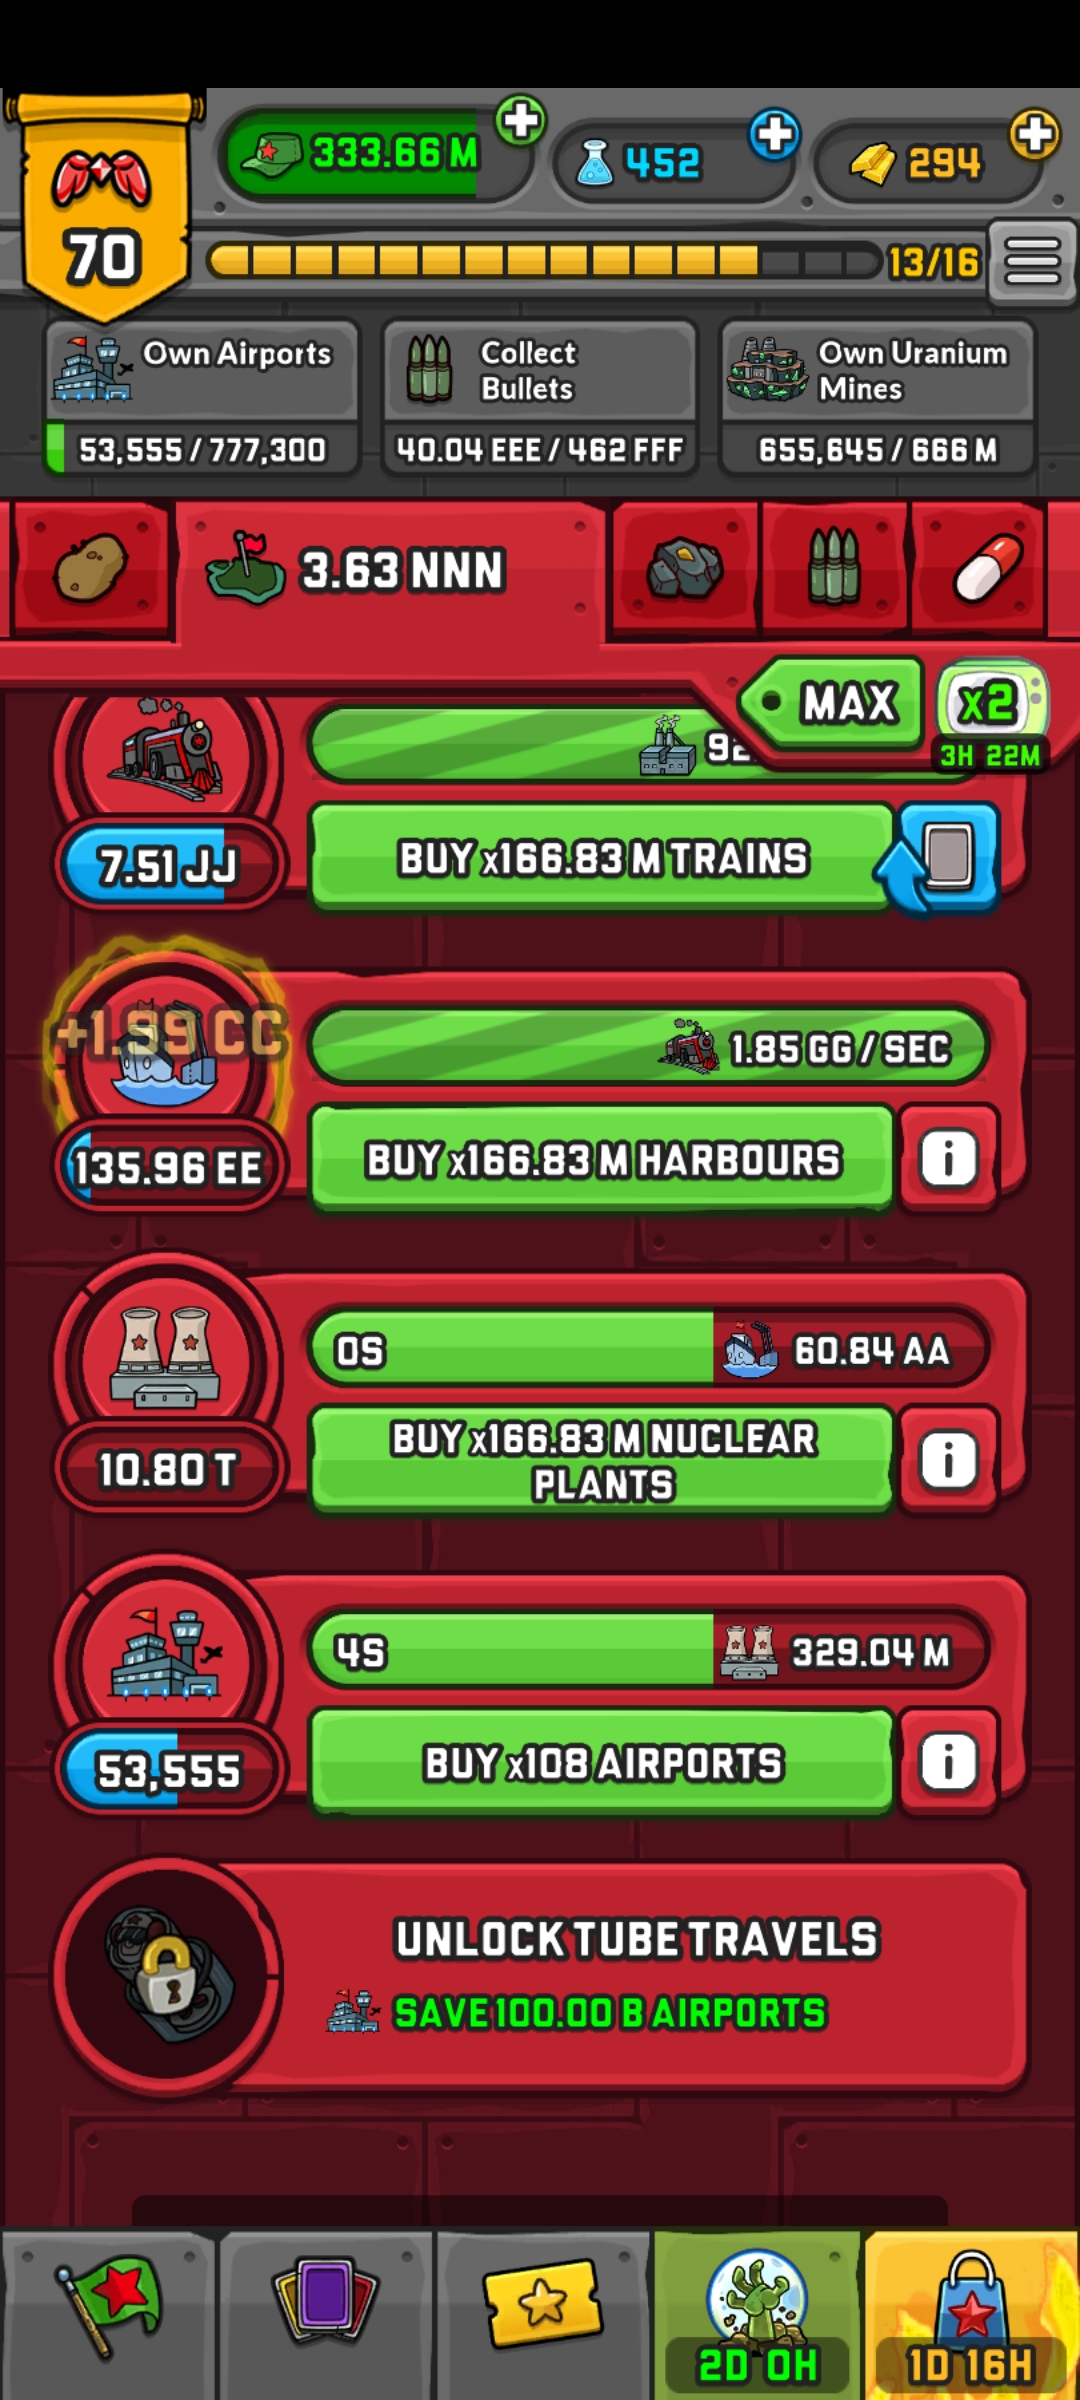 333.66 M
452
294
70
13/16
Own Airports
53,555 / 777,300
Collect
Bullets
40.04 EEE / 462 FFF
Own Uranium
Mines
655,645 / 666 M
3.63 NNN
MAX
x2
3H 22M
7.51 JJ
BUY x166.83 M TRAINS
+1.99 CC
1.85 GG / SEC
135.96 EE
BUY x166.83 M HARBOURS
i
0S
60.84 AA
10.80 T
BUY x166.83 M NUCLEAR
PLANTS
i
4S
329.04 M
53,555
BUY x108 AIRPORTS
i
UNLOCK TUBE TRAVELS
SAVE 100.00 B AIRPORTS
2D 0H
1D 16H